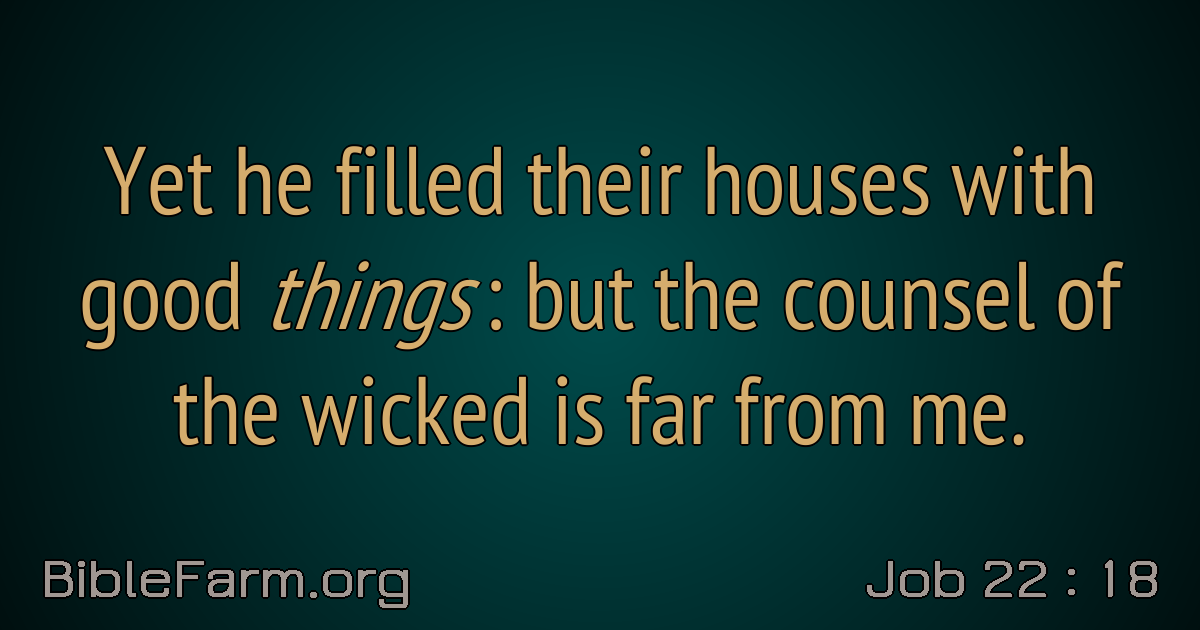 Yet he filled their houses with
good things: but the counsel of
the wicked is far from me.
BibleFarm.org
Job 22 : 18